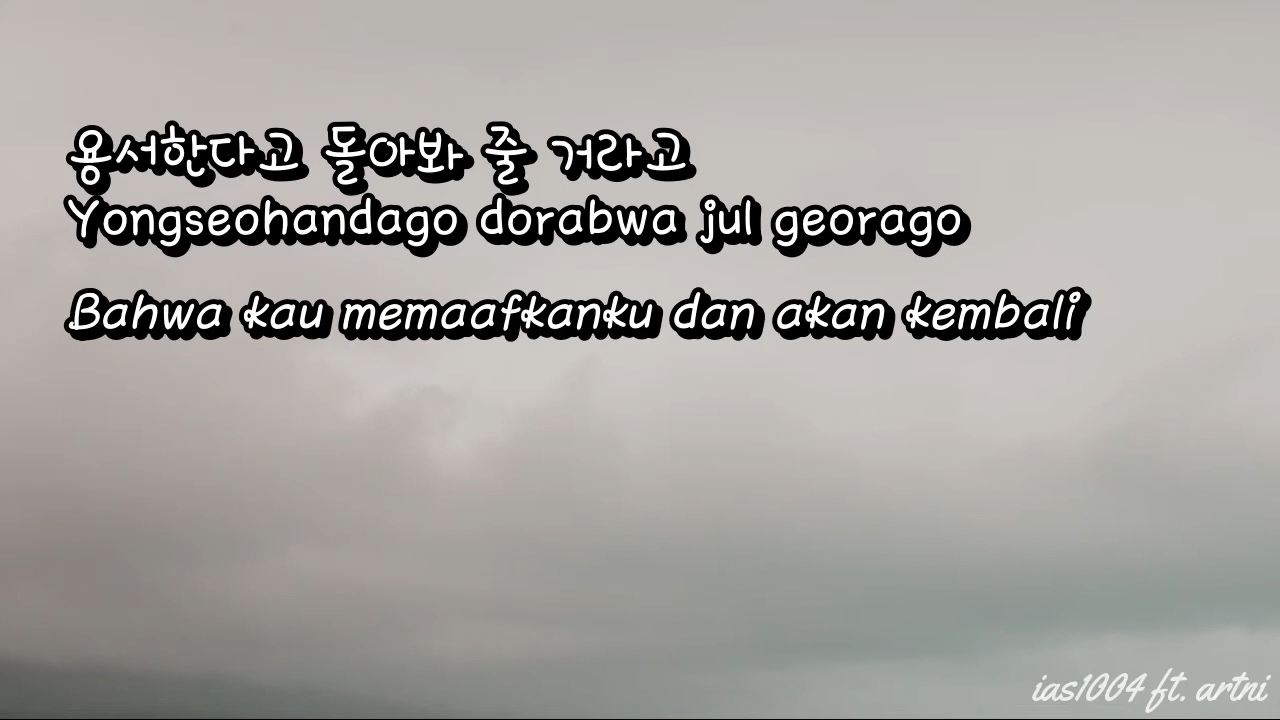 용서한다고 돌아봐 줄 거라고
Yongseohandago dorabwa jul georago
Bahwa kau memaafkanku dan akan kembali
ias1004 ft. artni